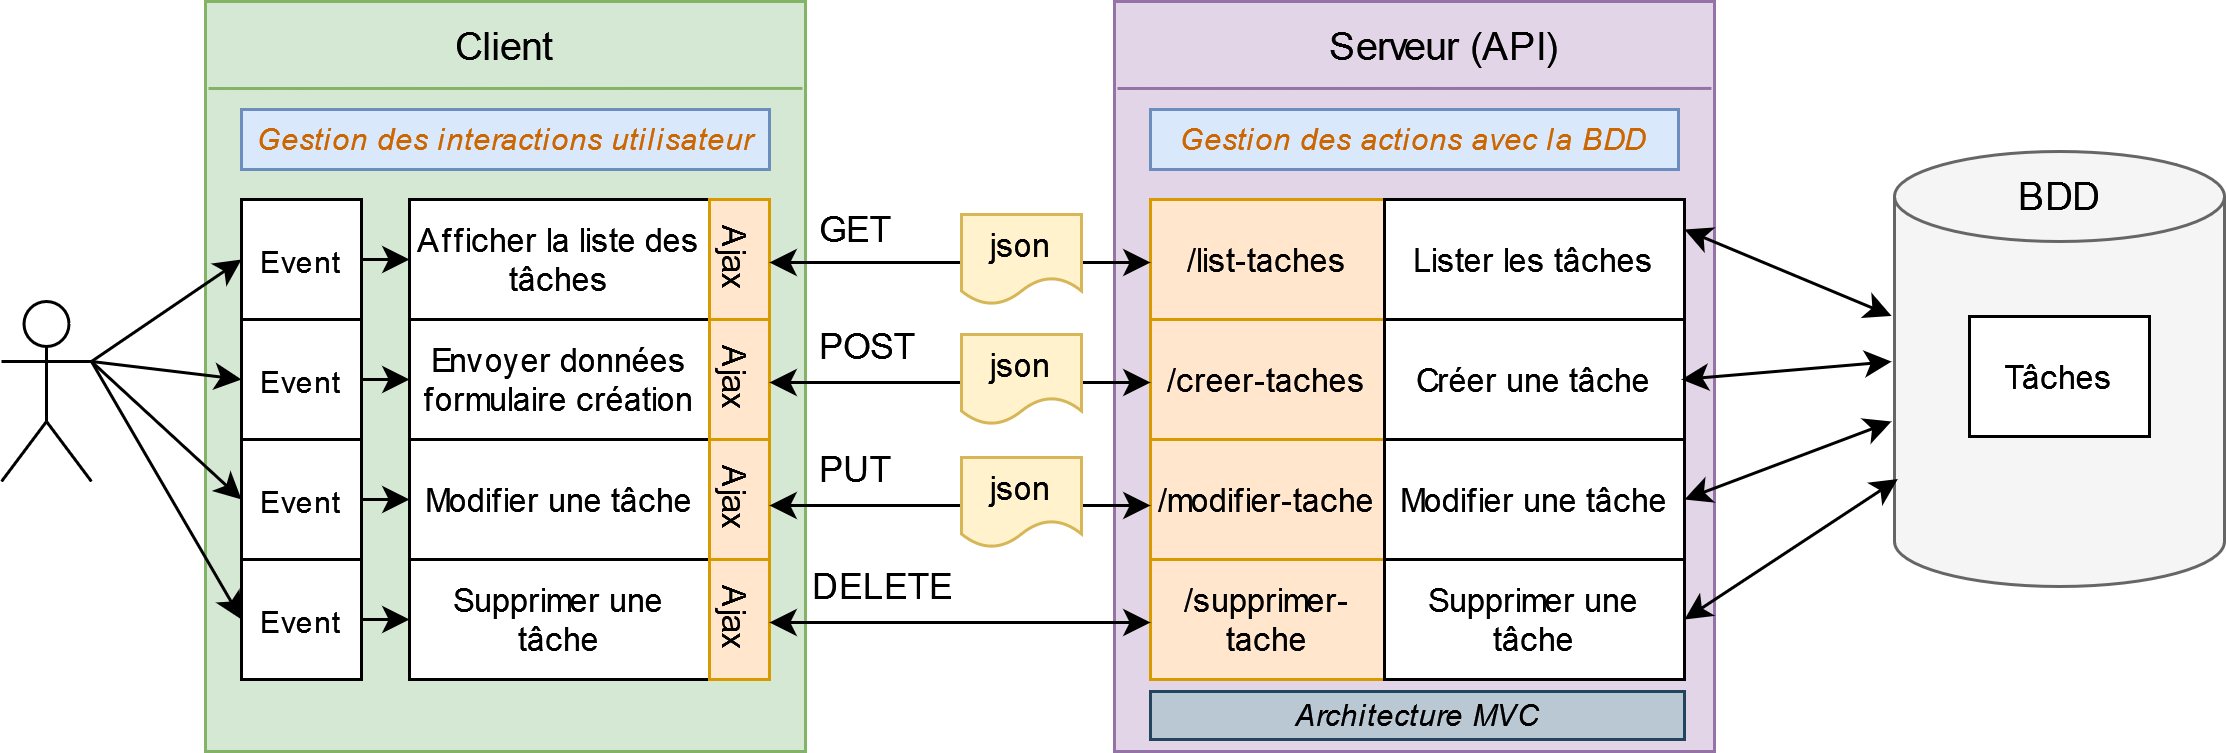 Client
Serveur (API)
Gestion des interactions utilisateur
Gestion des actions avec la BDD
BDD
Event
Afficher la liste des
tâches
Ajax
GET
json
/list-taches
Lister les tâches
Event
Envoyer données
formulaire création
Ajax
POST
json
/creer-taches
Créer une tâche
Tâches
Event
Modifier une tâche
Ajax
PUT
json
/modifier-tache
Modifier une tâche
Event
Supprimer une
tâche
Ajax
DELETE
/supprimer-
tache
Supprimer une
tâche
Architecture MVC